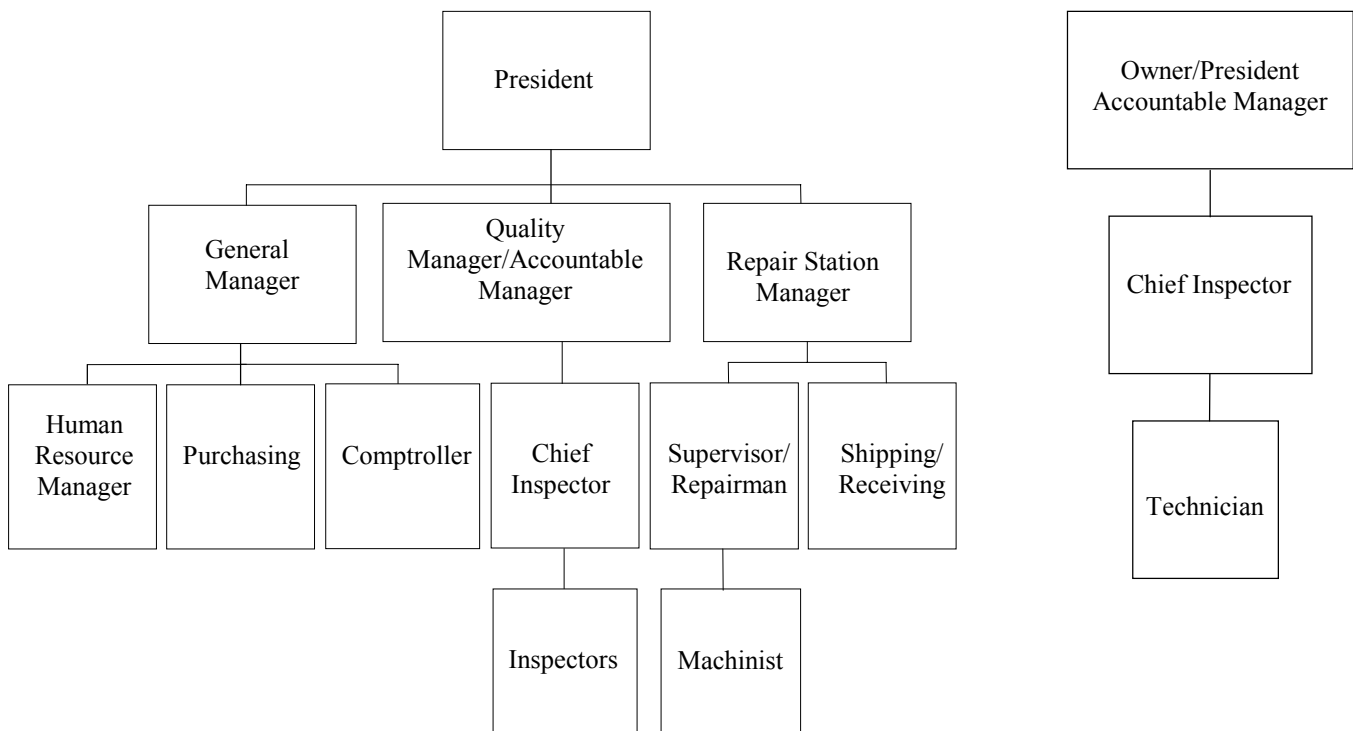 President
Owner/President
Accountable Manager
General
Manager
Quality
Manager/Accountable
Manager
Repair Station
Manager
Chief Inspector
Human
Resource
Manager
Purchasing
Comptroller
Chief
Inspector
Supervisor/
Repairman
Shipping/
Receiving
Technician
Inspectors
Machinist